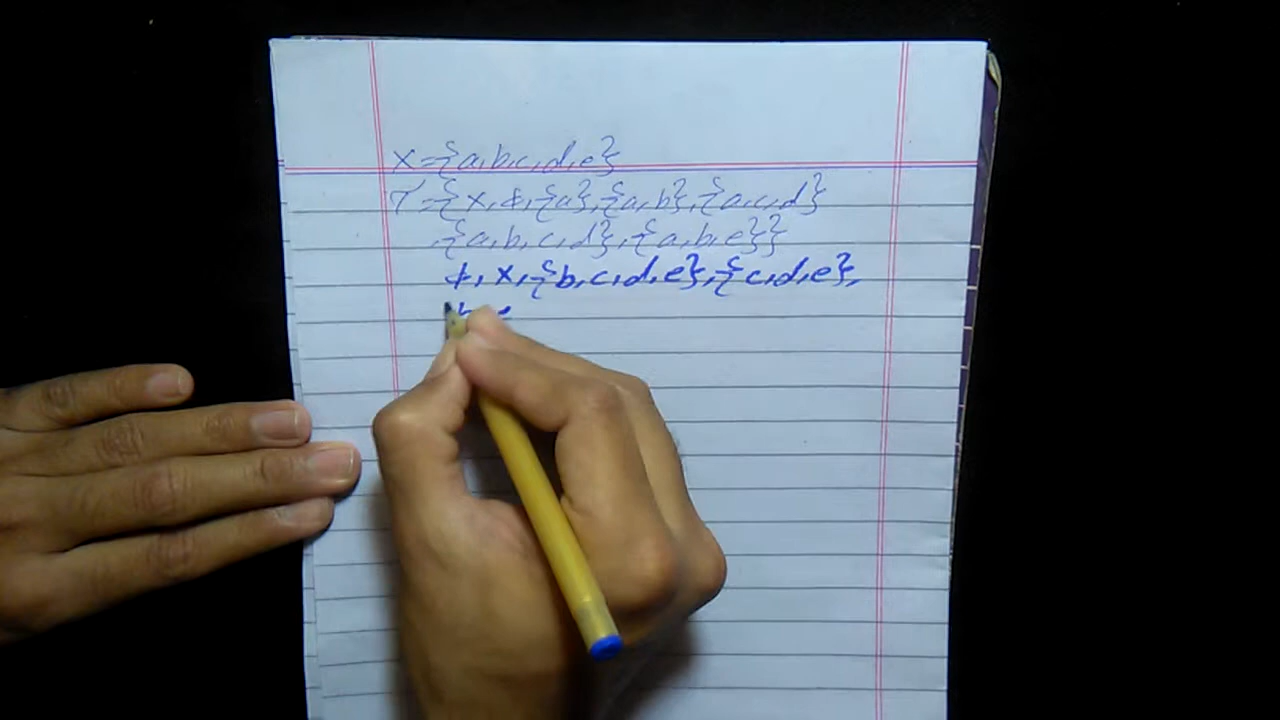 X={a,b,c,d,e}
τ={X,ϕ,{a},{a,b},{a,c,d}
,{a,b,c,d},{a,b,e}}
ϕ,X,{b,c,d,e},{c,d,e},